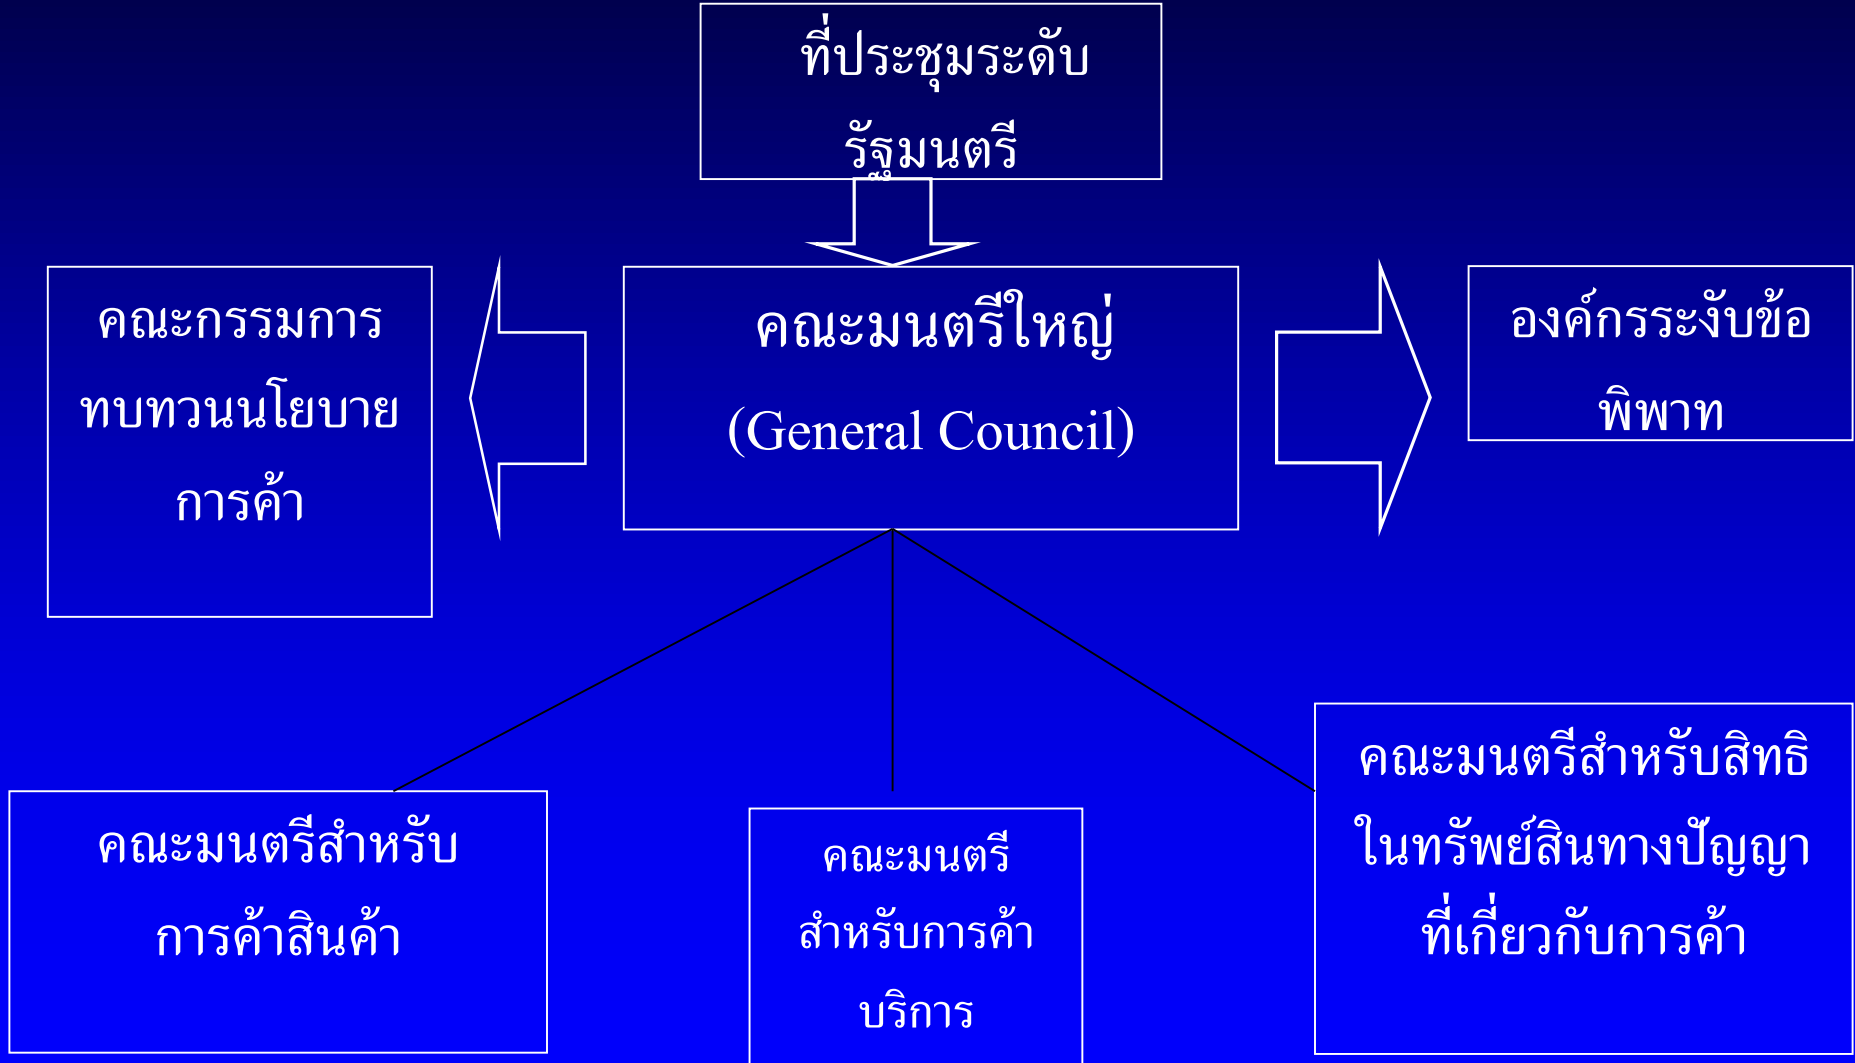 ที่ประชุมระดับ
รัฐมนตรี
คณะกรรมการ
ทบทวนนโยบาย
การค้า
คณะมนตรีใหญ่
(General Council)
องค์กรระงับข้อ
พิพาท
คณะมนตรีสำหรับ
การค้าสินค้า
คณะมนตรี
สำหรับการค้า
บริการ
คณะมนตรีสำหรับสิทธิ
ในทรัพย์สินทางปัญญา
ที่เกี่ยวกับการค้า